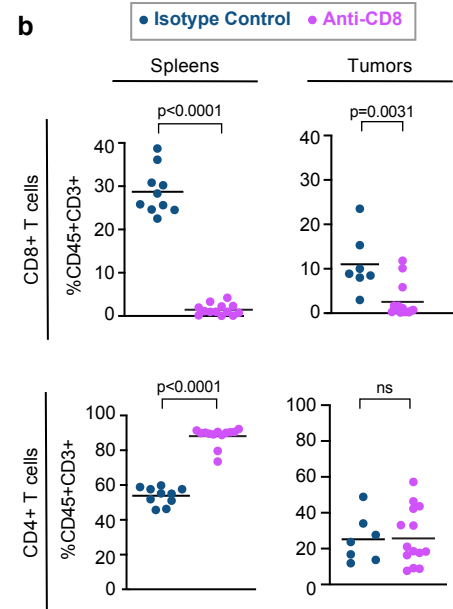 b
Isotype Control Anti-CD8
Spleens Tumors
p<0.0001 p=0.0031
CD8+ T cells
%CD45+CD3+
40
30
20
10
0
40
30
20
10
0
p<0.0001 ns
CD4+ T cells
%CD45+CD3+
100
80
60
40
20
0
100
80
60
40
20
0